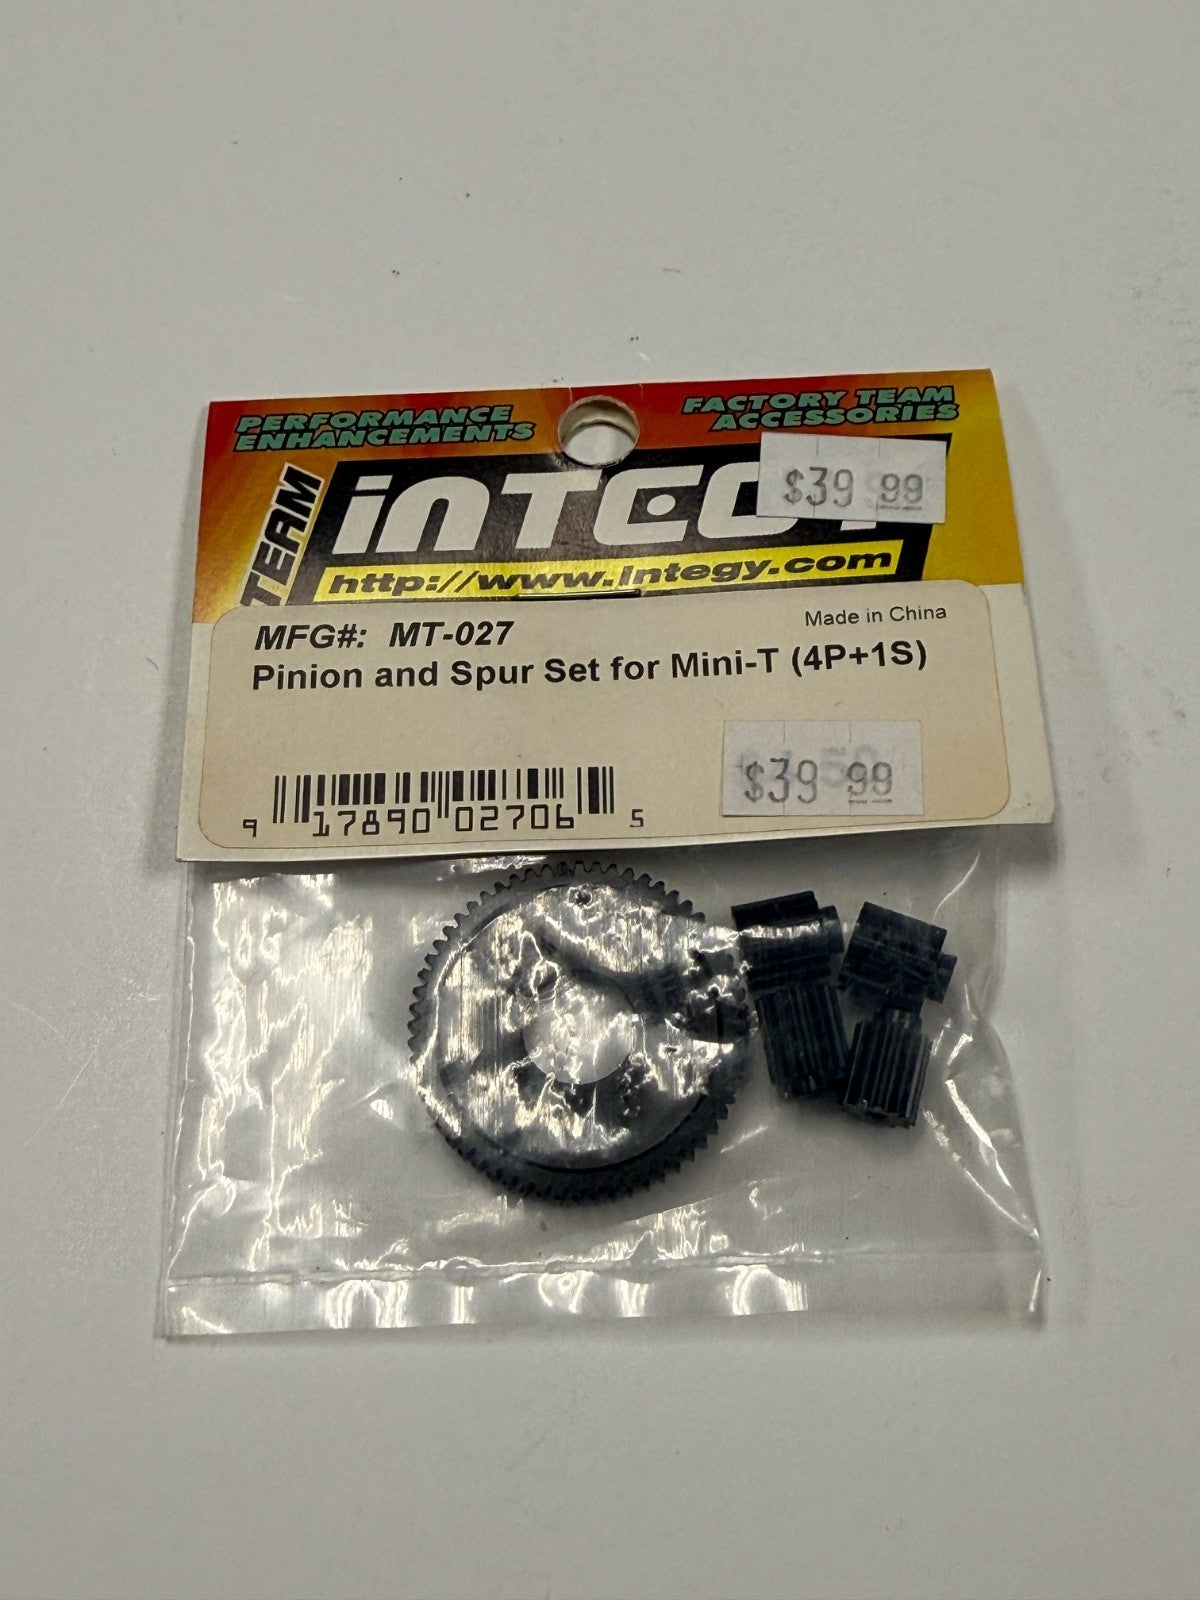 PERFORMANCE
ENHANCEMENTS
FACTORY TEAM
ACCESSORIES
TEAM
INTEGY
$39 99
http://www.integy.com
Made in China
MFG#: MT-027
Pinion and Spur Set for Mini-T (4P+1S)
$39 99
9 17890 02706 5